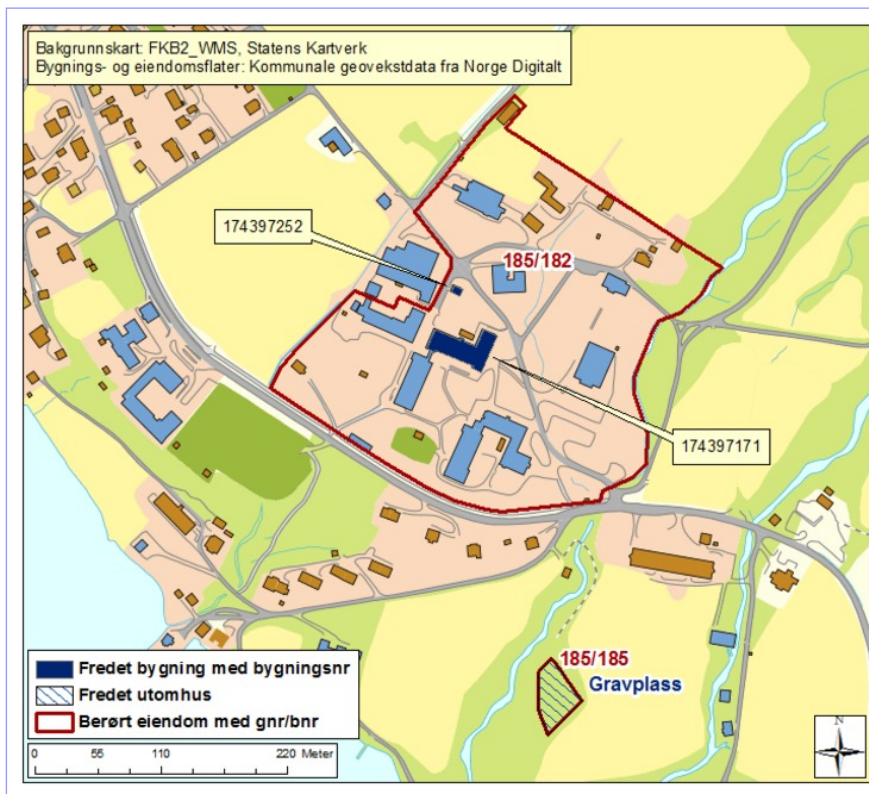 Bakgrunnskart: FKB2_WMS, Statens Kartverk
Bygnings- og eiendomsflater: Kommunale geovekstdata fra Norge Digitalt
174397252
185/182
174397171
185/185
Gravplass
Fredet bygning med bygningsnr
Fredet utomhus
Berørt eiendom med gnr/bnr
0 55 110 220 Meter
N